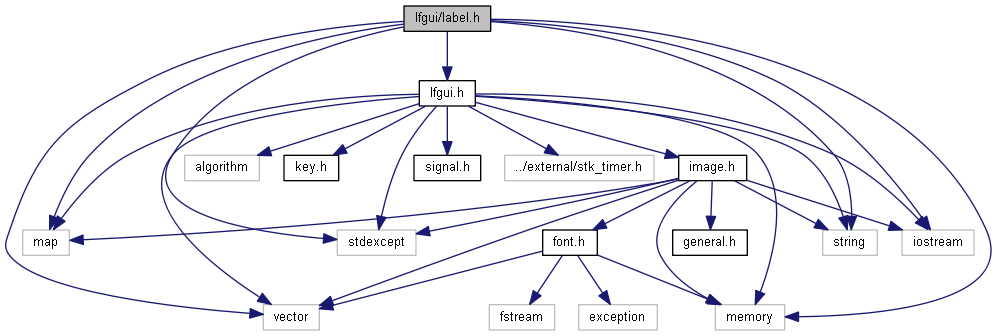 lfgui/label.h
lfgui.h
algorithm
key.h
signal.h
../external/stk_timer.h
image.h
map
stdexcept
font.h
general.h
string
iostream
vector
fstream
exception
memory